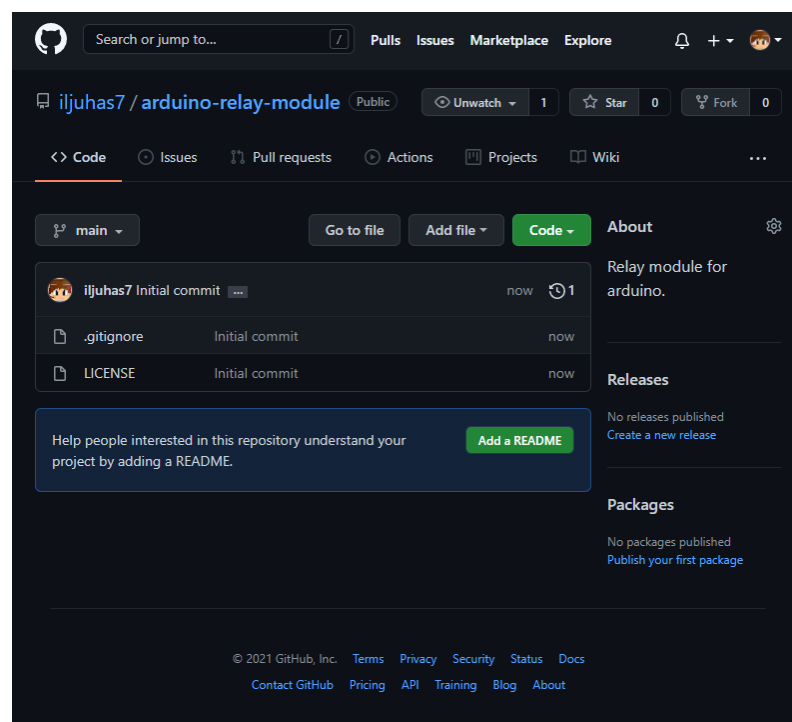 Search or jump to... /
Pulls Issues Marketplace Explore
iljuhas7 / arduino-relay-module Public
Unwatch 1 Star 0 Fork 0
Code Issues Pull requests Actions Projects Wiki ...
main Go to file Add file Code
About
Relay module for
arduino.
iljuhas7 Initial commit ... now 1
.gitignore Initial commit now
LICENSE Initial commit now
Help people interested in this repository understand your
project by adding a README.
Add a README
Releases
No releases published
Create a new release
Packages
No packages published
Publish your first package
© 2021 GitHub, Inc. Terms Privacy Security Status Docs
Contact GitHub Pricing API Training Blog About